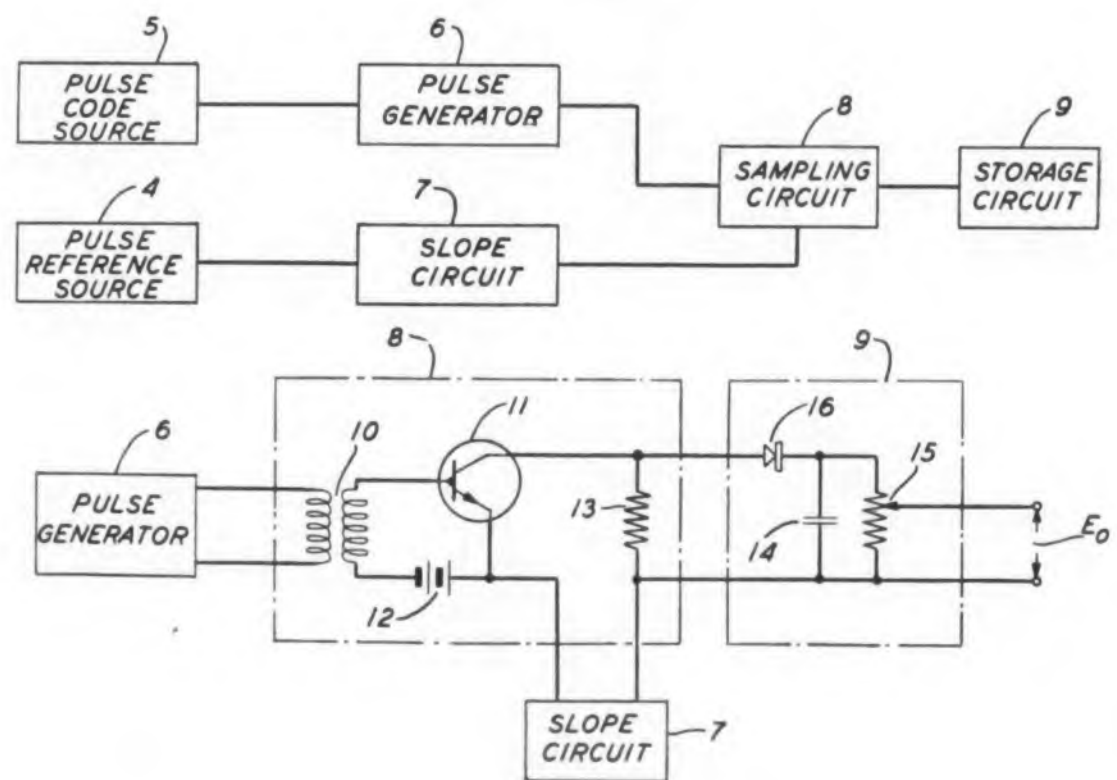 5
PULSE
CODE
SOURCE
6
PULSE
GENERATOR
8
SAMPLING
CIRCUIT
9
STORAGE
CIRCUIT
4
PULSE
REFERENCE
SOURCE
7
SLOPE
CIRCUIT
8
9
6
PULSE
GENERATOR
10
11
12
13
16
14
15
E₀
SLOPE
CIRCUIT
7